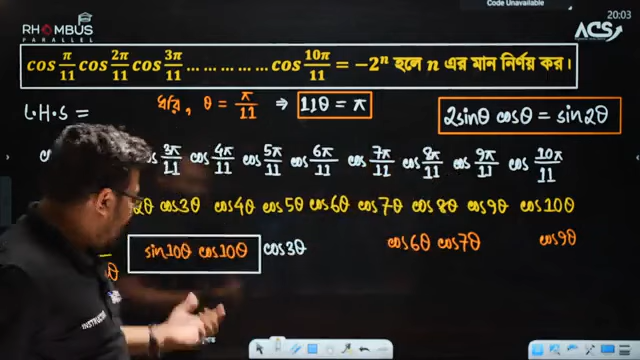 Code Unavailable
20:03
RHOMBUS
PARALLEL
ACS
cos π/11 cos 2π/11 cos 3π/11 ... ... ... ... ... cos 10π/11 = −2ⁿ হলে n এর মান নির্ণয় কর।
L.H.S = ধরি, θ = π/11 ⇒ 11θ = π
2sinθ cosθ = sin2θ
cos 3π/11 cos 4π/11 cos 5π/11 cos 6π/11 cos 7π/11 cos 8π/11 cos 9π/11 cos 10π/11
2θ cos3θ cos4θ cos5θ cos6θ cos7θ cos8θ cos9θ cos10θ
sin10θ cos10θ cos3θ cos6θ cos7θ cos9θ